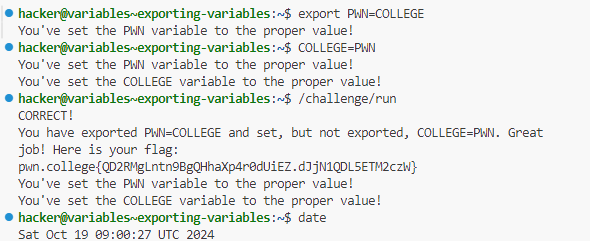 hacker@variables~exporting-variables:~$ export PWN=COLLEGE
You've set the PWN variable to the proper value!
hacker@variables~exporting-variables:~$ COLLEGE=PWN
You've set the PWN variable to the proper value!
You've set the COLLEGE variable to the proper value!
hacker@variables~exporting-variables:~$ /challenge/run
CORRECT!
You have exported PWN=COLLEGE and set, but not exported, COLLEGE=PWN. Great
job! Here is your flag:
pwn.college{QD2RMgLntn9BgQHhaXp4r0dUiEZ.dJjN1QDL5ETM2czW}
You've set the PWN variable to the proper value!
You've set the COLLEGE variable to the proper value!
hacker@variables~exporting-variables:~$ date
Sat Oct 19 09:00:27 UTC 2024